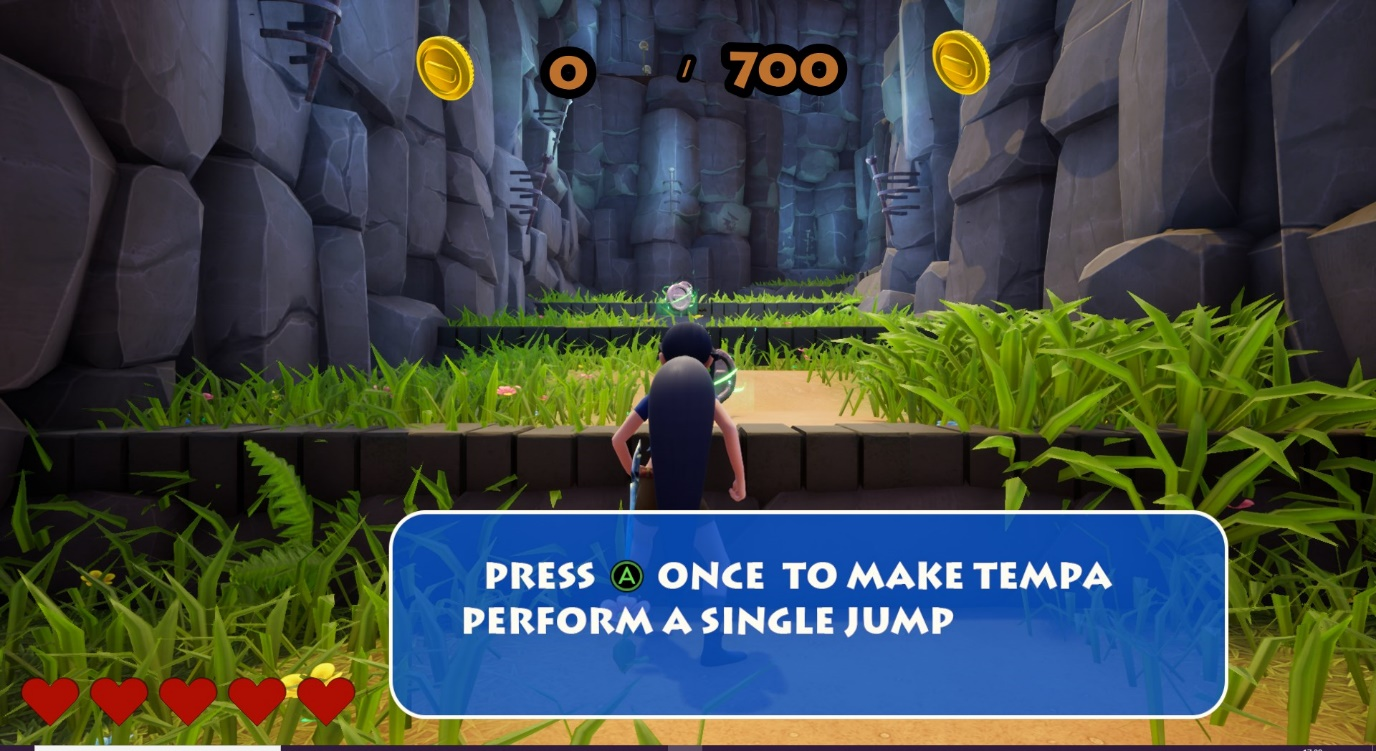 0 / 700
PRESS A ONCE TO MAKE TEMPA
PERFORM A SINGLE JUMP